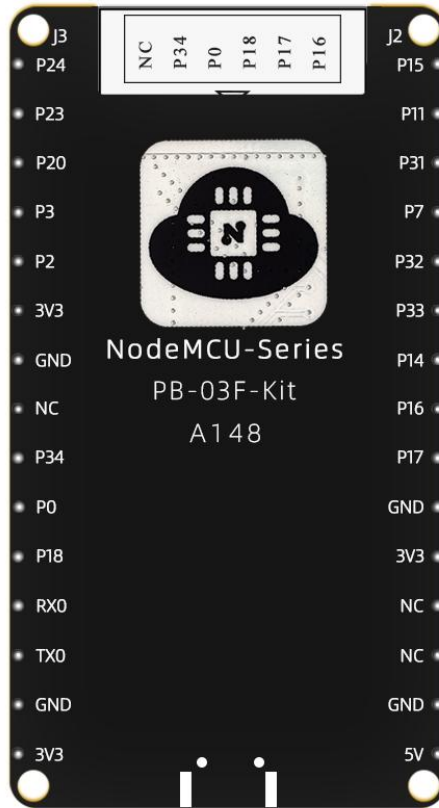 J3
J2
NC P34 P0 P18 P17 P16
P24 P15
P23 P11
P20 P31
P3 P7
P2 P32
3V3 P33
GND P14
NC P16
P34 P17
P0 GND
P18 3V3
RX0 NC
TX0 NC
GND GND
3V3 5V
NodeMCU-Series
PB-03F-Kit
A148